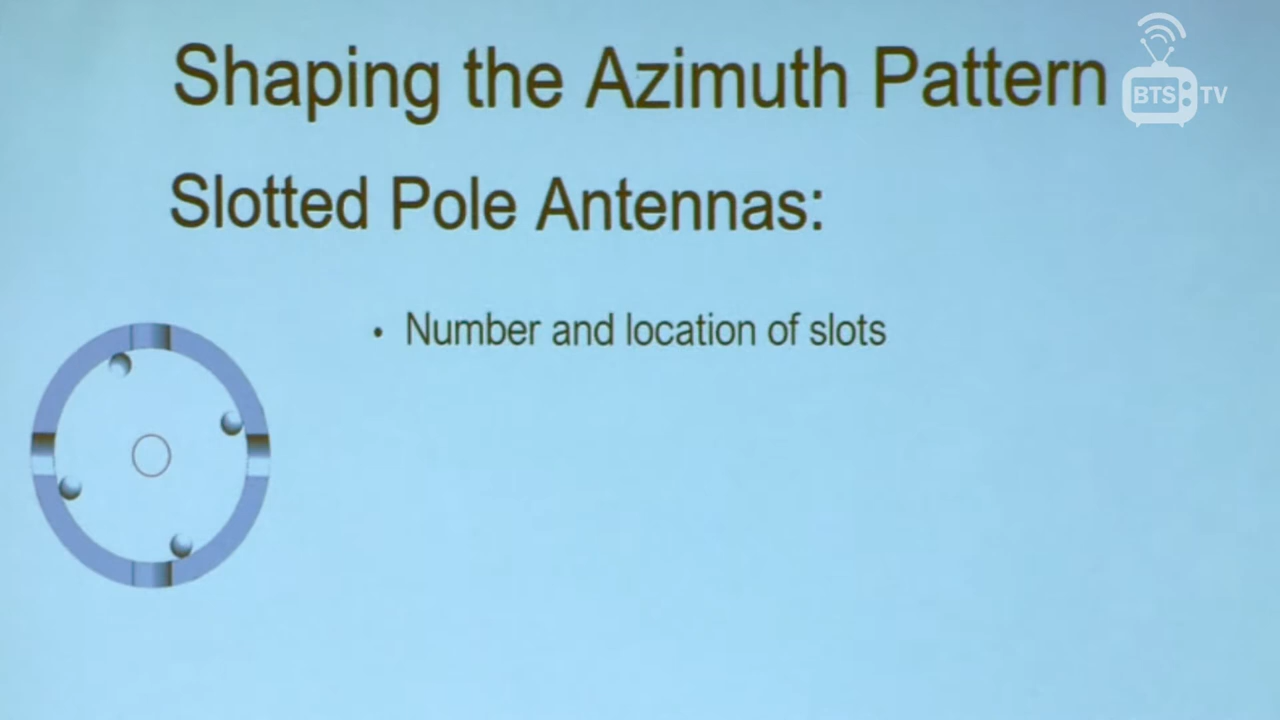 Shaping the Azimuth Pattern
BTS TV
Slotted Pole Antennas:
• Number and location of slots